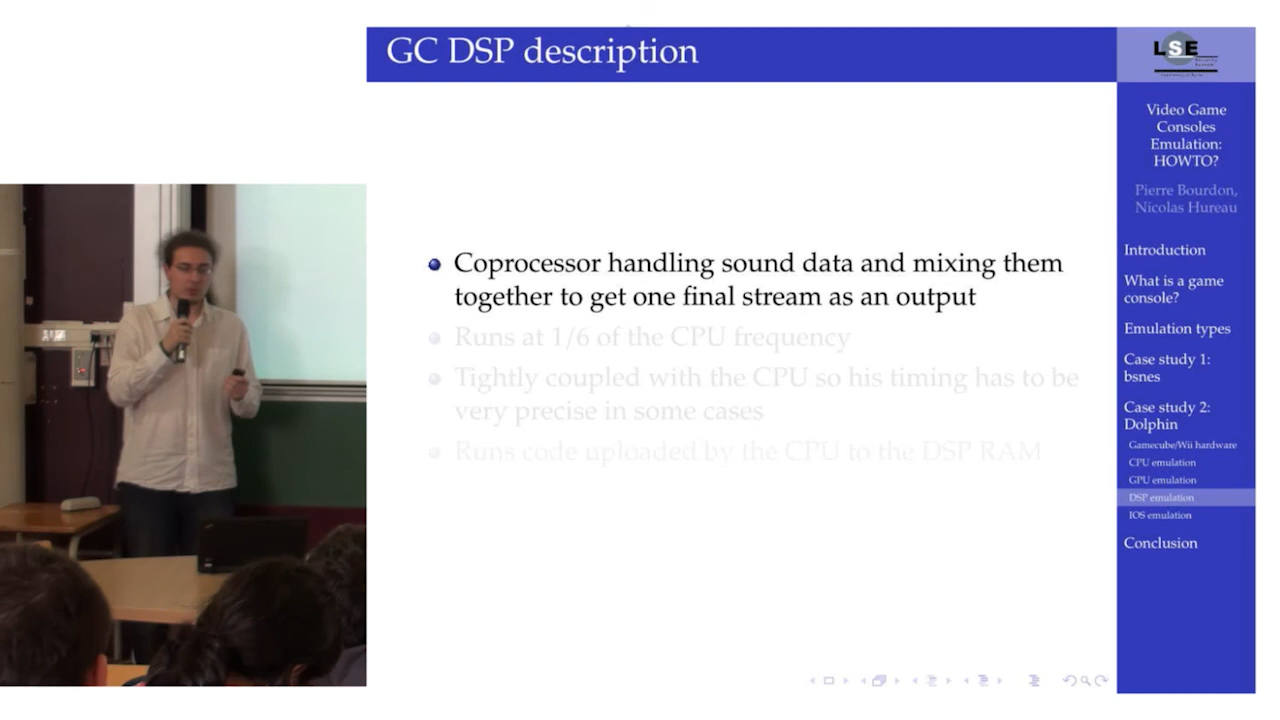 GC DSP description
LSE
Video Game
Consoles
Emulation:
HOWTO?
Pierre Bourdon,
Nicolas Hureau
Coprocessor handling sound data and mixing them
together to get one final stream as an output
Runs at 1/6 of the CPU frequency
Tightly coupled with the CPU so his timing has to be
very precise in some cases
Runs code uploaded by the CPU to the DSP RAM
Introduction
What is a game
console?
Emulation types
Case study 1:
bsnes
Case study 2:
Dolphin
Gamecube/Wii hardware
CPU emulation
GPU emulation
DSP emulation
IOS emulation
Conclusion